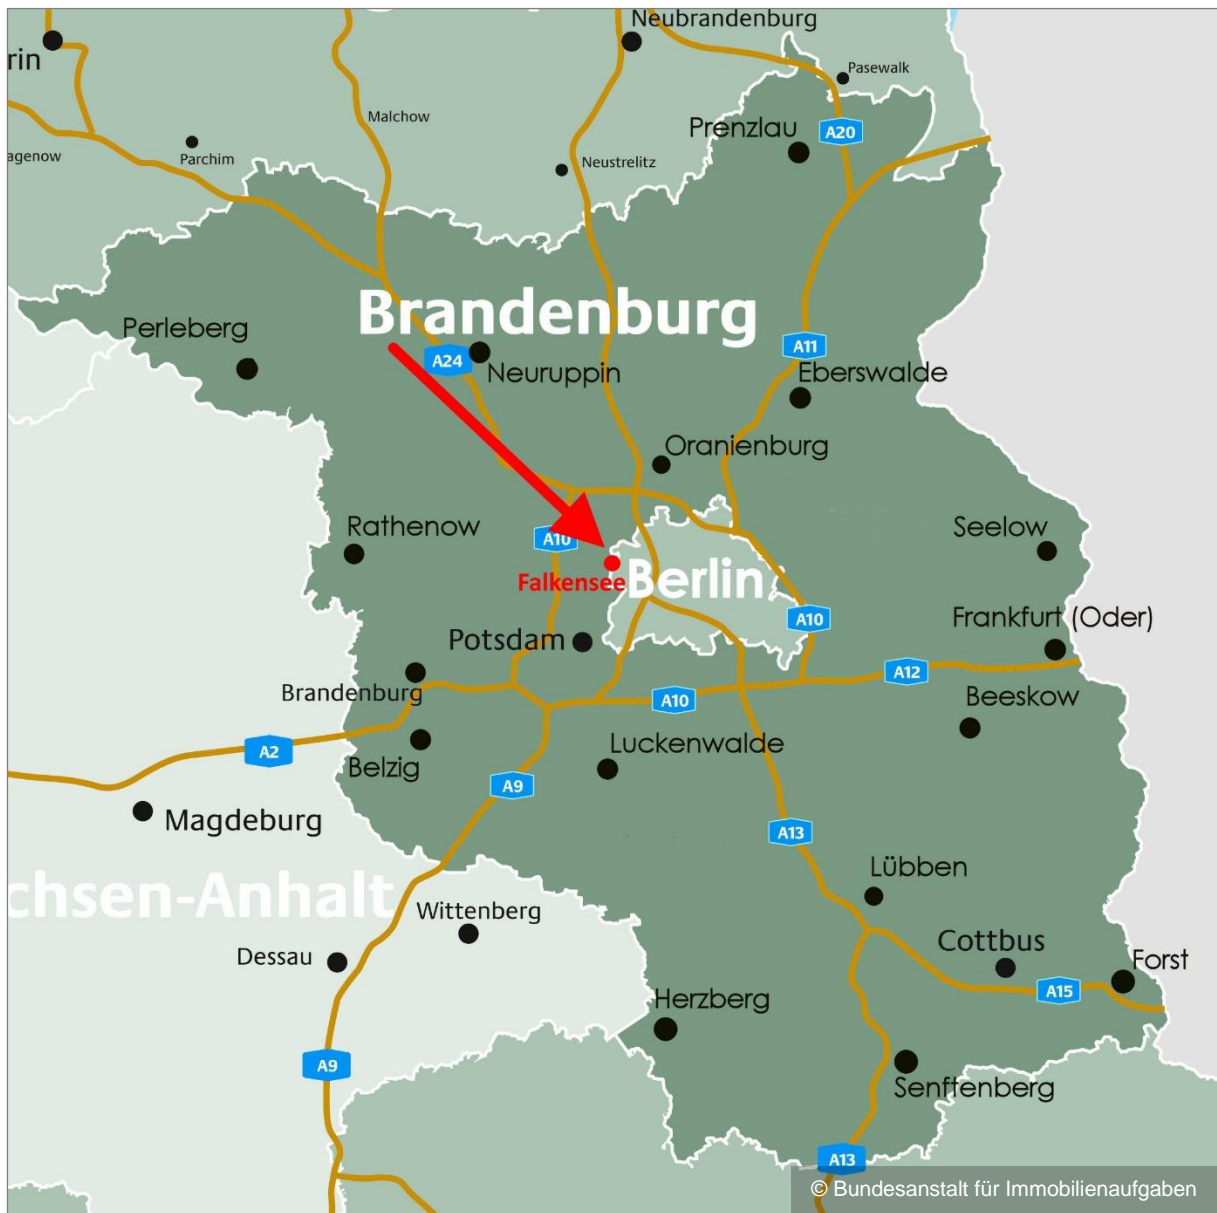 Neubrandenburg
rin
Pasewalk
Malchow
Prenzlau
A20
agenow
Parchim
Neustrelitz
Brandenburg
Perleberg
A24
Neuruppin
A11
Eberswalde
Oranienburg
Rathenow
A10
Seelow
Falkensee
Berlin
A10
Frankfurt (Oder)
Potsdam
A12
Brandenburg
A10
Beeskow
A2
Belzig
Luckenwalde
A9
Magdeburg
A13
Lübben
chsen-Anhalt
Wittenberg
Cottbus
Dessau
Forst
A15
Herzberg
A9
Senftenberg
A13
© Bundesanstalt für Immobilienaufgaben